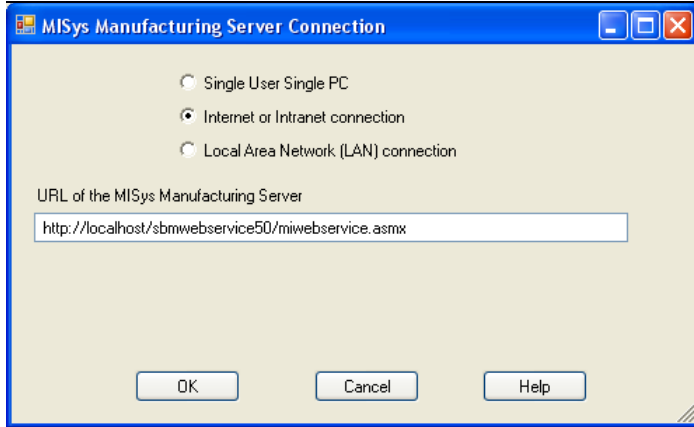 MISys Manufacturing Server Connection
Single User Single PC
Internet or Intranet connection
Local Area Network (LAN) connection
URL of the MISys Manufacturing Server
http://localhost/sbmwebservice50/miwebservice.asmx
OK Cancel Help